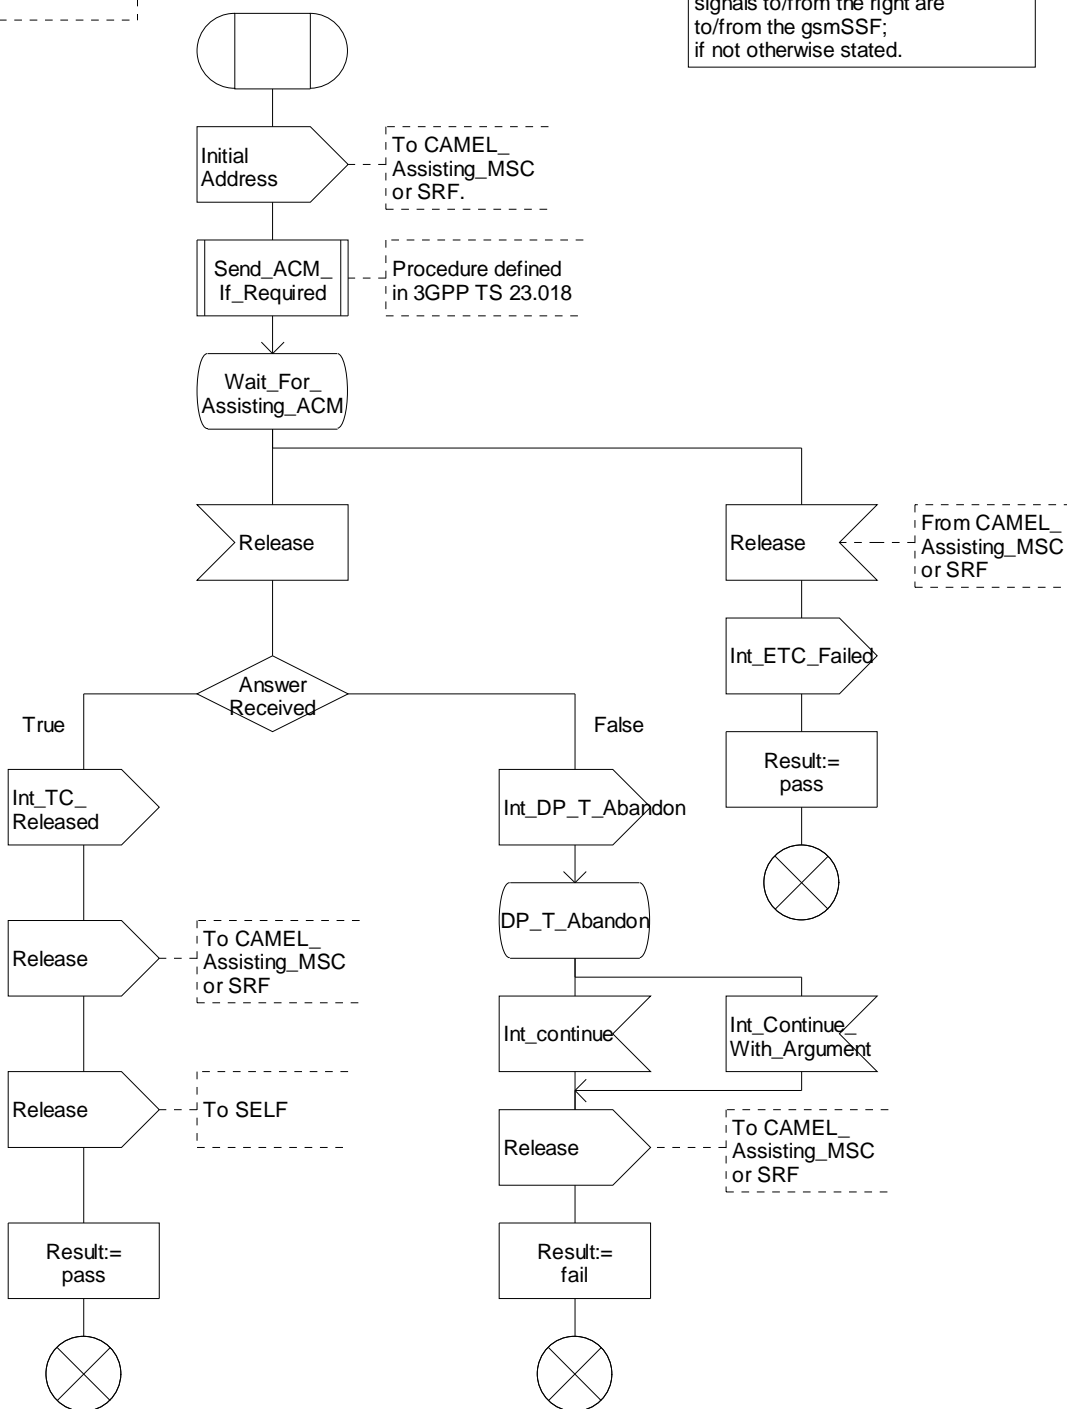 signals to/from the right are
to/from the gsmSSF;
if not otherwise stated.
Initial
Address
To CAMEL_
Assisting_MSC
or SRF.
Send_ACM_
If_Required
Procedure defined
in 3GPP TS 23.018
Wait_For_
Assisting_ACM
Release
Release
From CAMEL_
Assisting_MSC
or SRF
Int_ETC_Failed
Answer
Received
True
False
Result:=
pass
Int_TC_
Released
Int_DP_T_Abandon
DP_T_Abandon
Release
To CAMEL_
Assisting_MSC
or SRF
Int_continue
Int_Continue_
With_Argument
Release
To SELF
Release
To CAMEL_
Assisting_MSC
or SRF
Result:=
pass
Result:=
fail